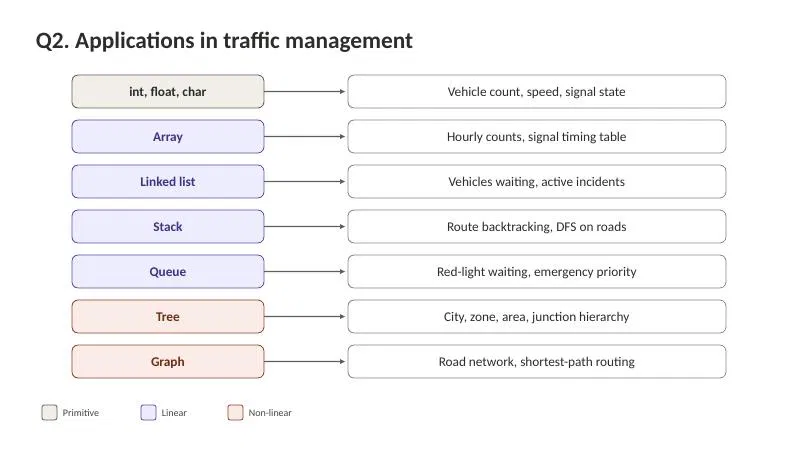 Q2. Applications in traffic management
int, float, char
Vehicle count, speed, signal state
Array
Hourly counts, signal timing table
Linked list
Vehicles waiting, active incidents
Stack
Route backtracking, DFS on roads
Queue
Red-light waiting, emergency priority
Tree
City, zone, area, junction hierarchy
Graph
Road network, shortest-path routing
Primitive
Linear
Non-linear